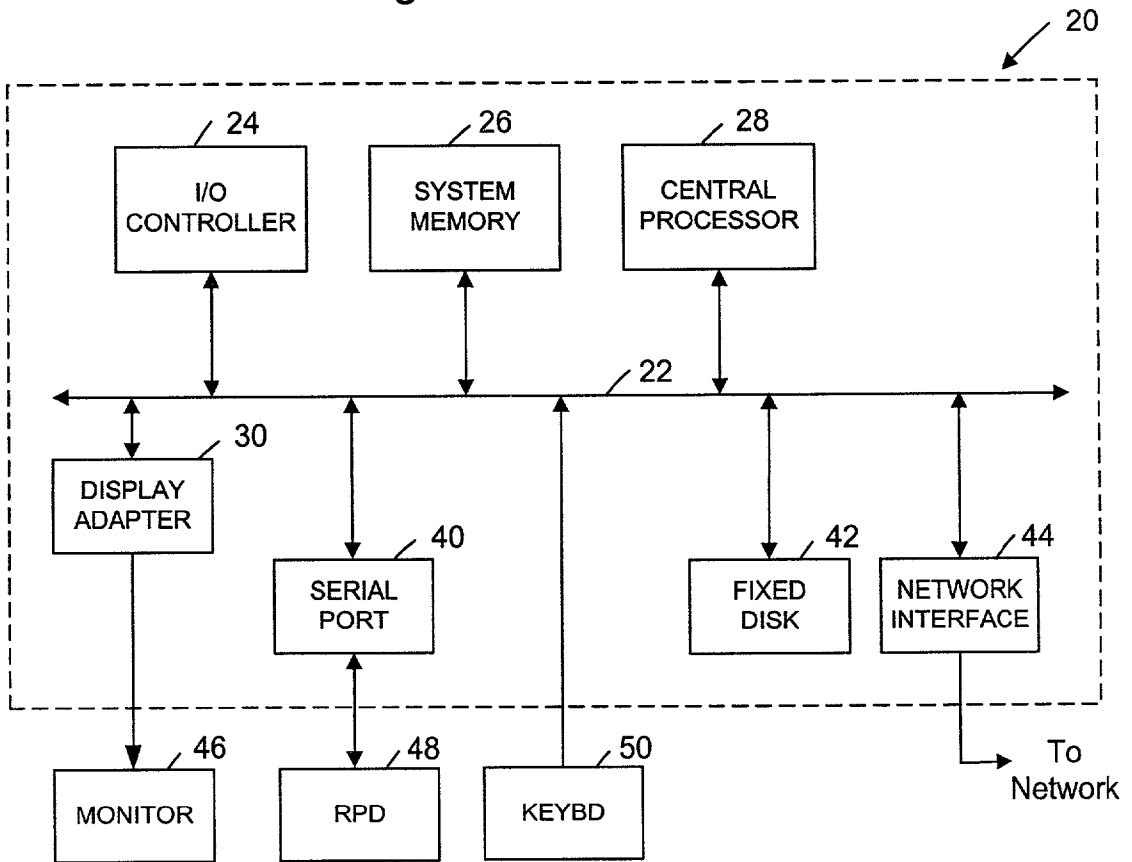 20
24
26
28
I/O
CONTROLLER
SYSTEM
MEMORY
CENTRAL
PROCESSOR
22
30
DISPLAY
ADAPTER
40
42
44
SERIAL
PORT
FIXED
DISK
NETWORK
INTERFACE
46
48
50
MONITOR
RPD
KEYBD
To
Network